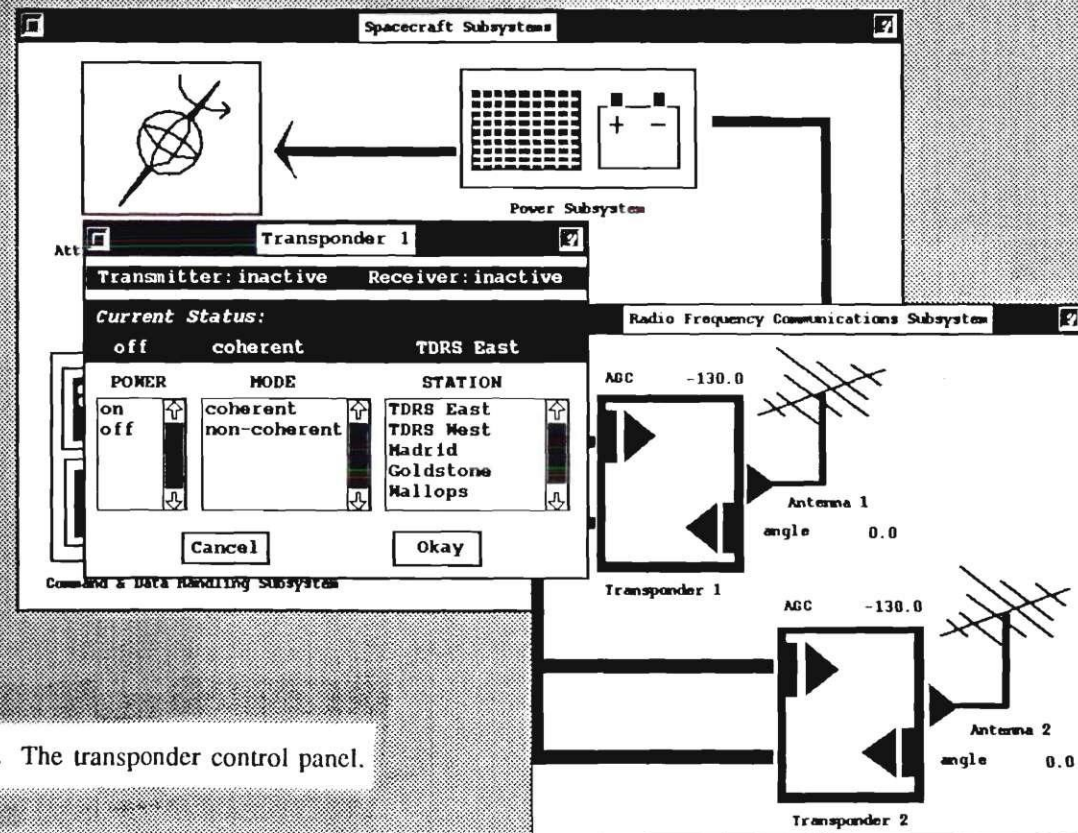 Spacecraft Subsystems
+ −
Power Subsystem
Transponder 1
Transmitter: inactive Receiver: inactive
Current Status:
off coherent TDRS East
POWER MODE STATION
on coherent TDRS East
off non-coherent TDRS West
Madrid
Goldstone
Wallops
Cancel Okay
Command & Data Handling Subsystem
Radio Frequency Communications Subsystem
AGC -130.0
Antenna 1
angle 0.0
Transponder 1
AGC -130.0
Antenna 2
angle 0.0
Transponder 2
The transponder control panel.